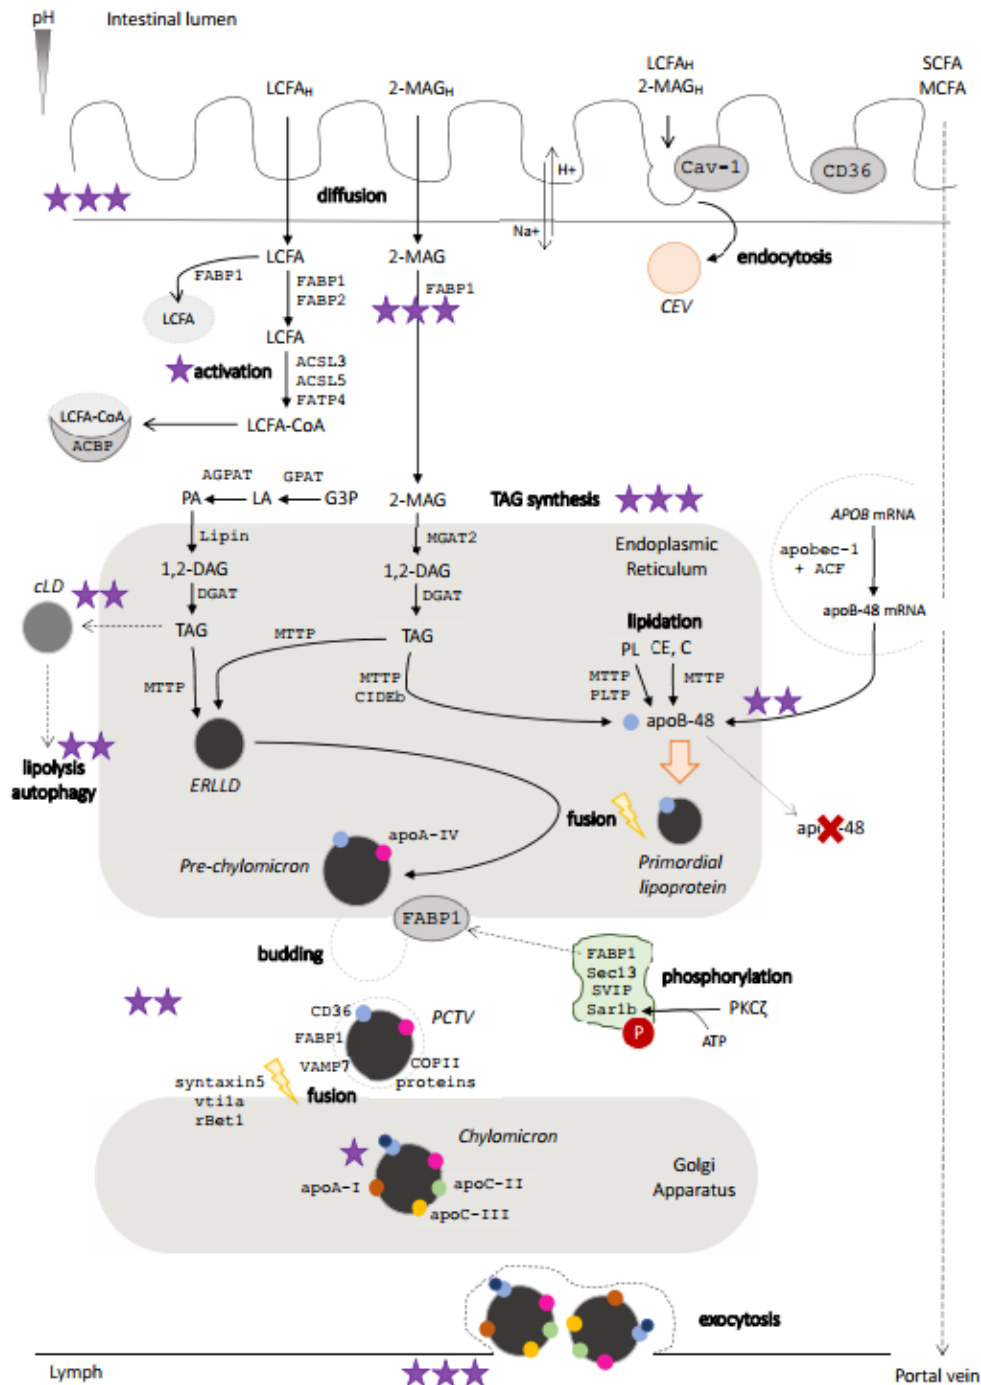 pH
Intestinal lumen
LCFAH
2-MAGH
LCFAH
2-MAGH
SCFA
MCFA
Cav-1
CD36
H+
Na+
diffusion
LCFA
2-MAG
FABP1
FABP1
FABP2
FABP1
LCFA
LCFA
endocytosis
CEV
activation
ACSL3
ACSL5
FATP4
LCFA-CoA
LCFA-CoA
ACBP
AGPAT
GPAT
PA
LA
G3P
2-MAG
TAG synthesis
APOB mRNA
apobec-1
+ ACF
apoB-48 mRNA
Lipin
MGAT2
Endoplasmic
Reticulum
1,2-DAG
1,2-DAG
cLD
DGAT
DGAT
TAG
MTTP
TAG
lipidation
PL
CE, C
MTTP
PLTP
MTTP
MTTP
MTTP
CIDEb
apoB-48
lipolysis
autophagy
ERLLD
fusion
apoB-48
apoA-IV
Pre-chylomicron
Primordial
lipoprotein
FABP1
budding
FABP1
Sec13
SVIP
Sar1b
phosphorylation
PKCζ
P
ATP
CD36
PCTV
FABP1
VAMP7
COPII
proteins
syntaxin5
vti1a
rBet1
fusion
Chylomicron
apoA-I
apoC-II
apoC-III
Golgi
Apparatus
exocytosis
Lymph
Portal vein